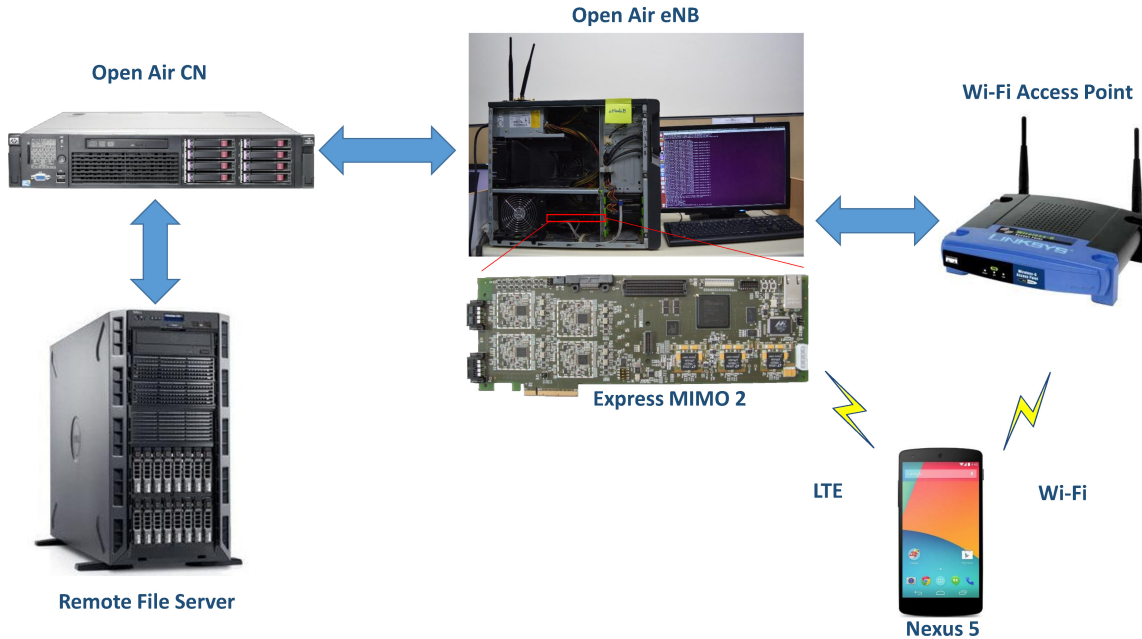 Open Air eNB
Open Air CN
Wi-Fi Access Point
LINKSYS
Express MIMO 2
LTE
Wi-Fi
Remote File Server
Nexus 5